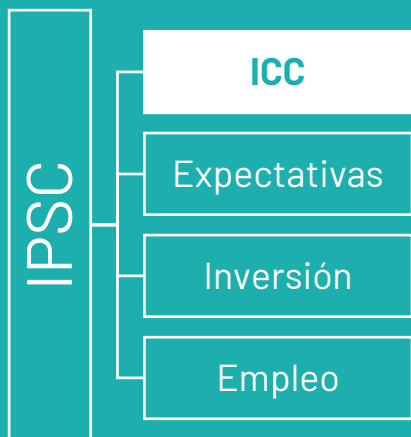 IPSC
ICC
Expectativas
Inversión
Empleo